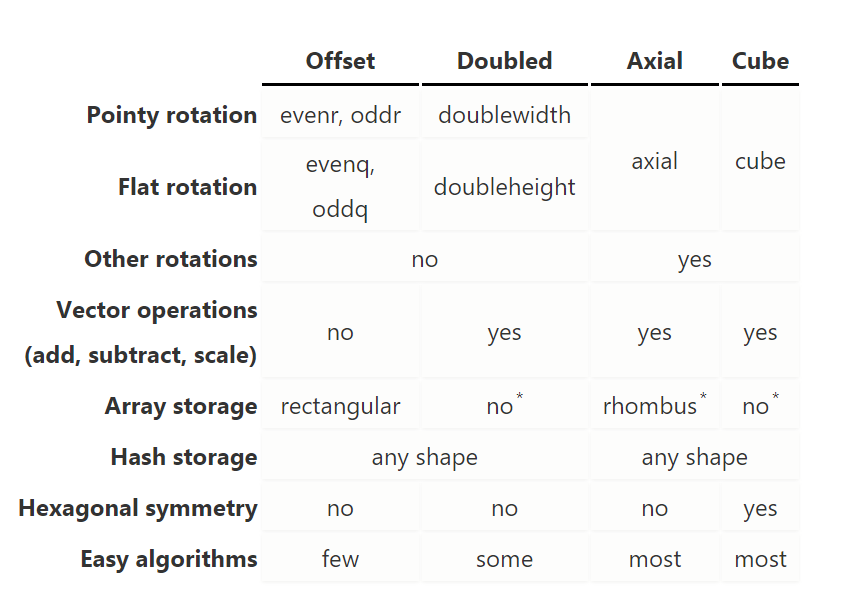 Offset Doubled Axial Cube
Pointy rotation evenr, oddr doublewidth
axial cube
Flat rotation evenq,
oddq doubleheight
Other rotations no yes
Vector operations
(add, subtract, scale) no yes yes yes
Array storage rectangular no* rhombus* no*
Hash storage any shape any shape
Hexagonal symmetry no no no yes
Easy algorithms few some most most